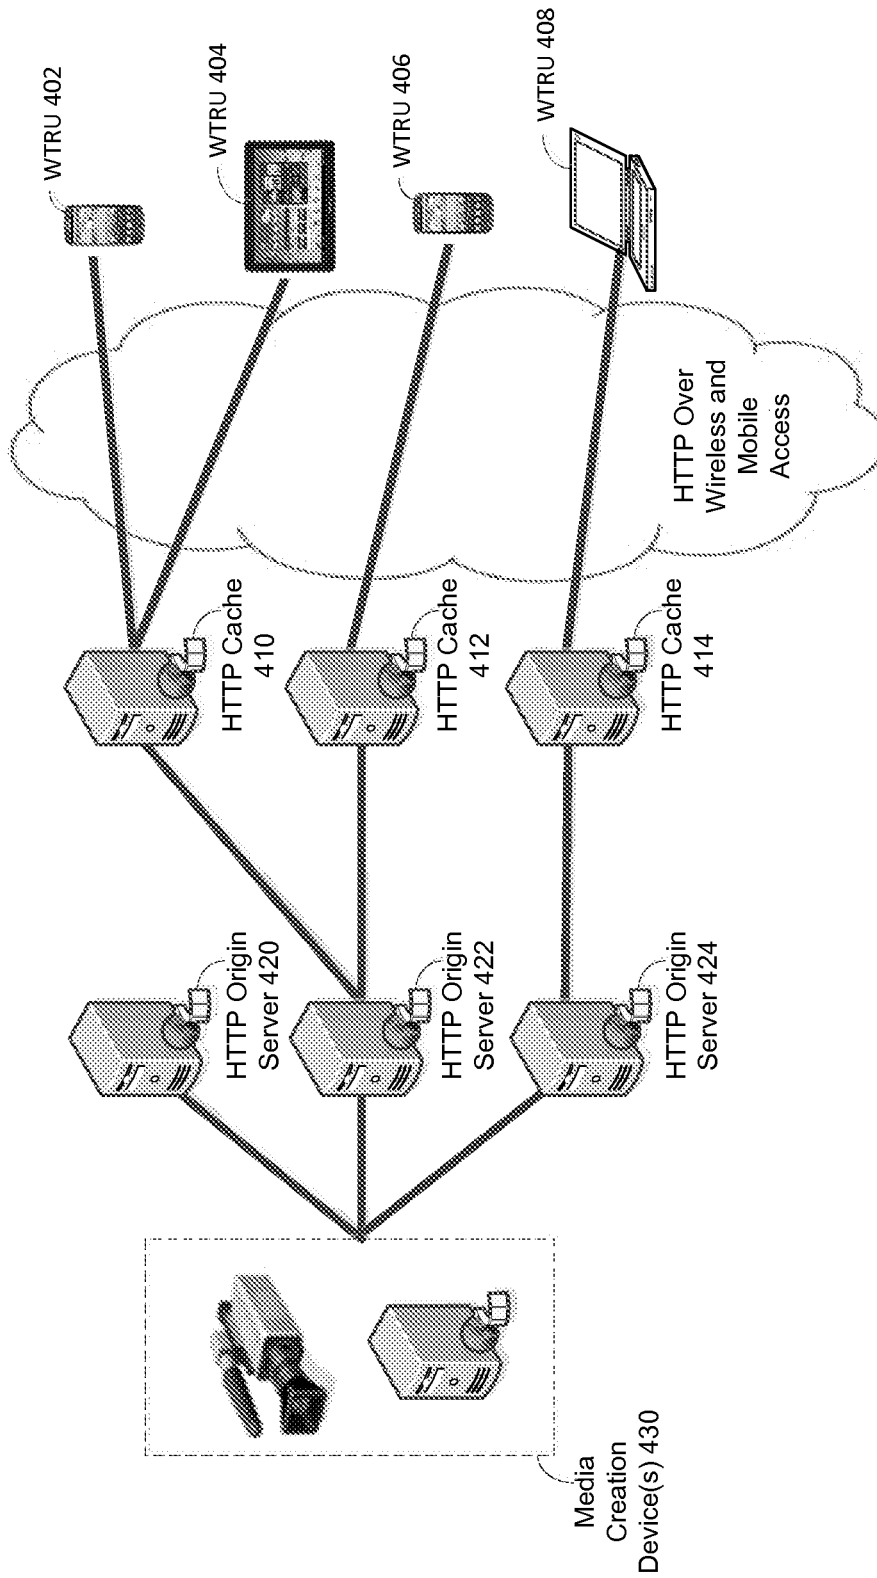 WTRU 402
WTRU 404
WTRU 406
WTRU 408
HTTP Over
Wireless and
Mobile
Access
HTTP Cache
410
HTTP Cache
412
HTTP Cache
414
HTTP Origin
Server 420
HTTP Origin
Server 422
HTTP Origin
Server 424
Media
Creation
Device(s) 430